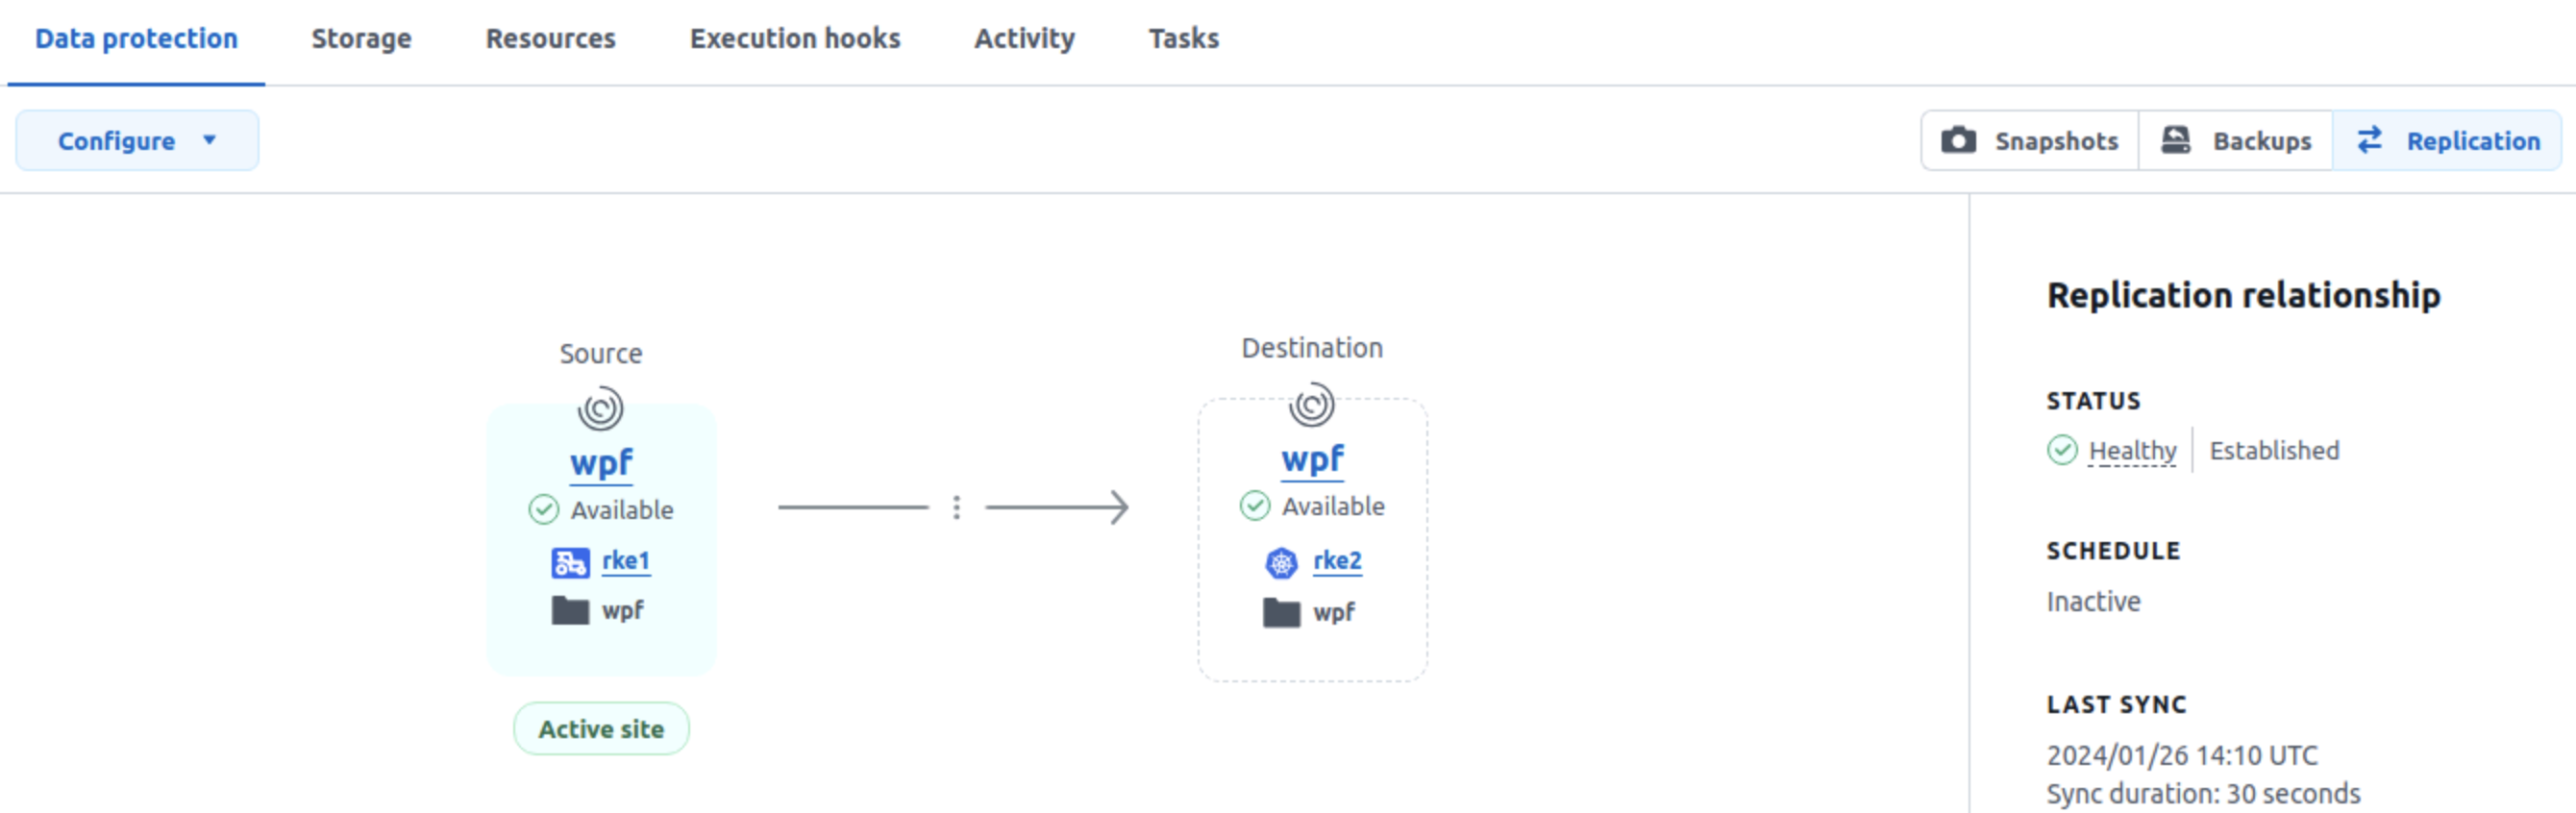 Data protection Storage Resources Execution hooks Activity Tasks
Configure Snapshots Backups Replication
Source
wpf
Available
rke1
wpf
Active site
Destination
wpf
Available
rke2
wpf
Replication relationship
STATUS
Healthy Established
SCHEDULE
Inactive
LAST SYNC
2024/01/26 14:10 UTC
Sync duration: 30 seconds